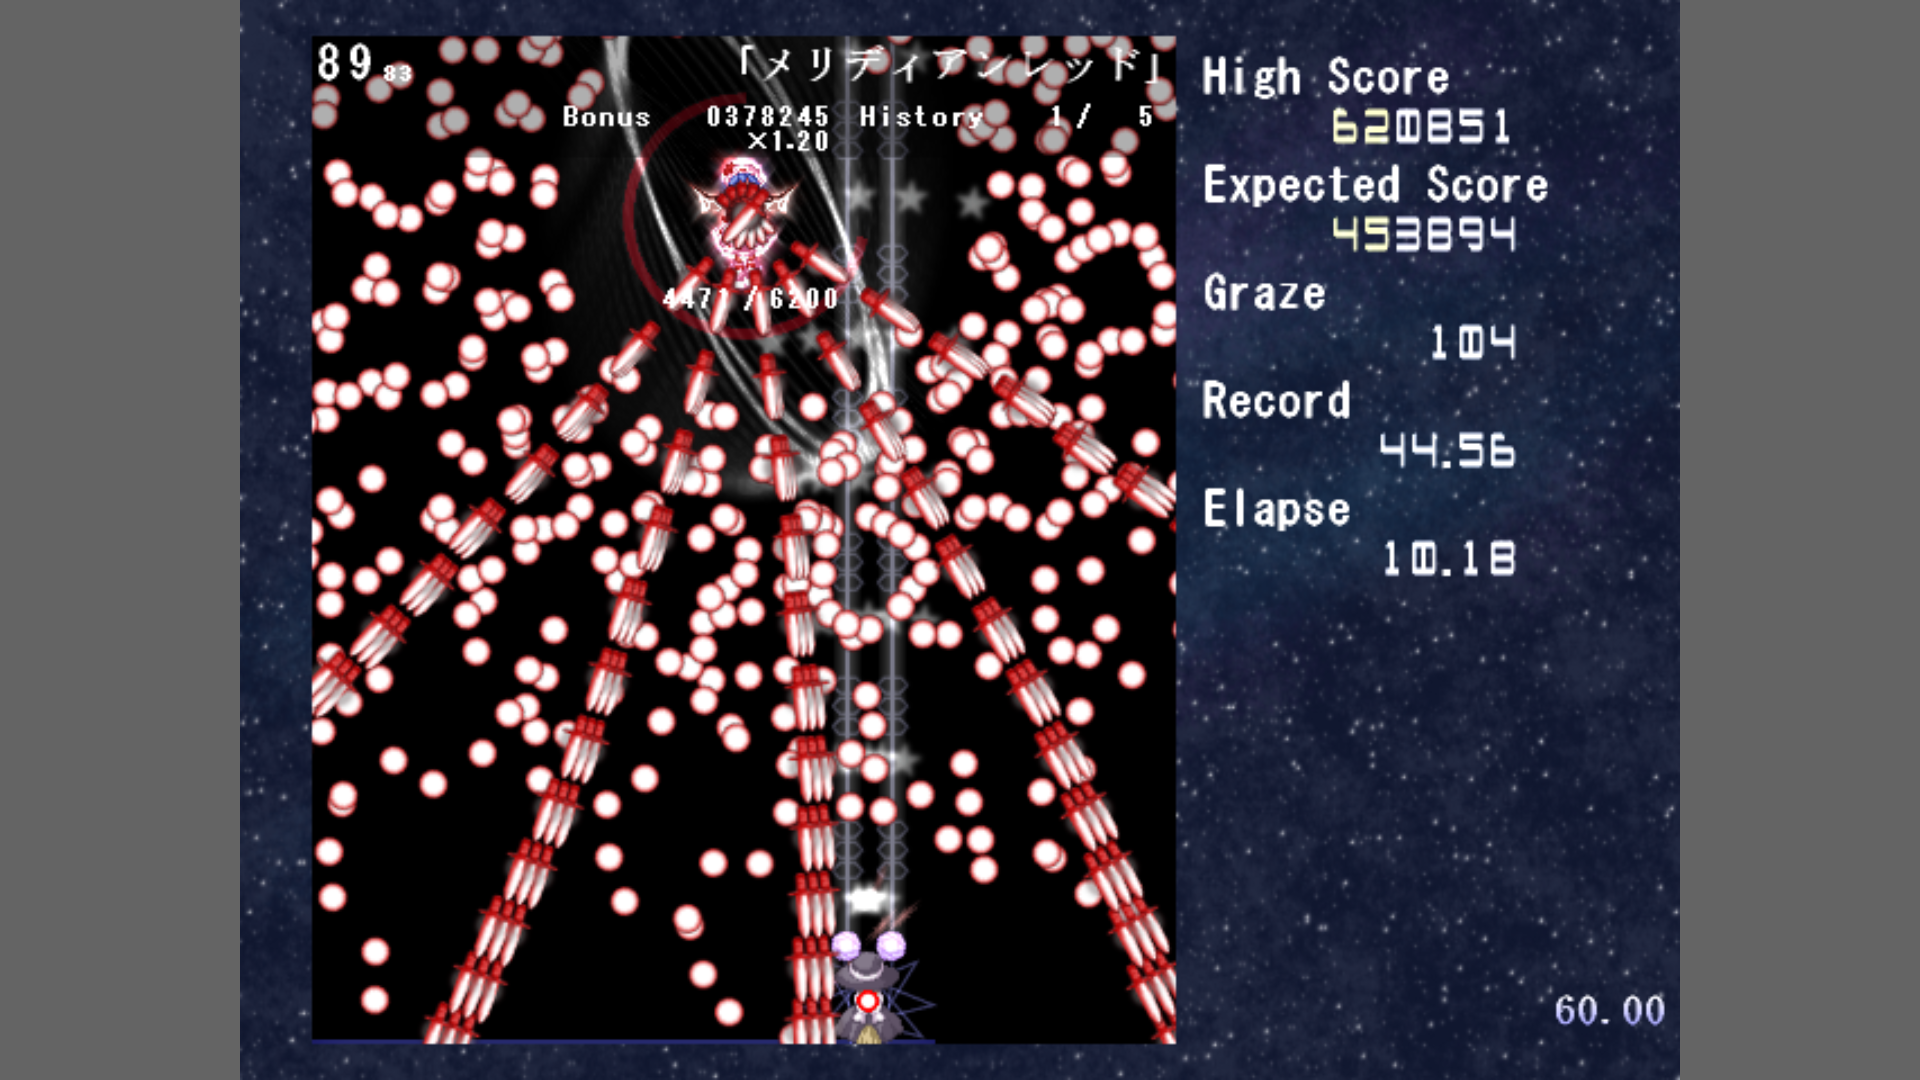 89.83
「メリディアンレッド」
Bonus 0378245 History 1/ 5
×1.20
4471 / 6200
High Score
620851
Expected Score
453894
Graze
104
Record
44.56
Elapse
10.18
60.00